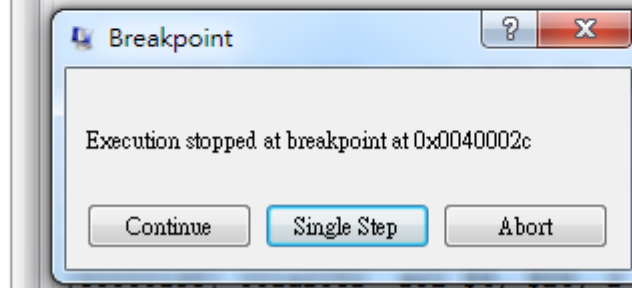 Breakpoint
Execution stopped at breakpoint at 0x0040002c
Continue Single Step Abort